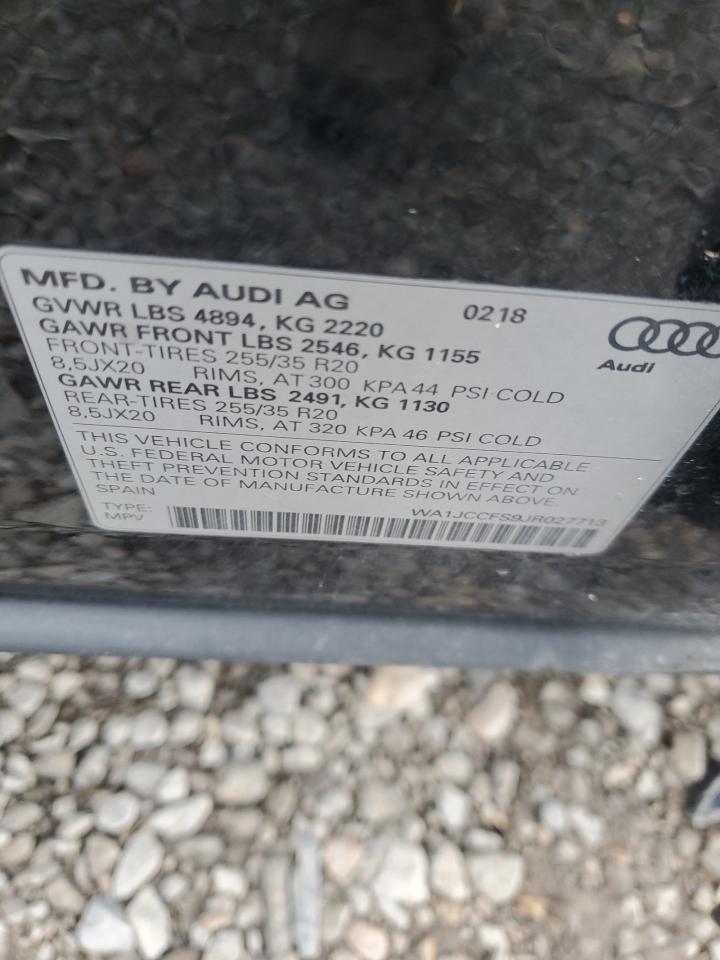 MFD. BY AUDI AG 0218
GVWR LBS 4894, KG 2220
GAWR FRONT LBS 2546, KG 1155
FRONT-TIRES 255/35 R20
8,5JX20 RIMS, AT 300 KPA 44 PSI COLD
GAWR REAR LBS 2491, KG 1130
REAR-TIRES 255/35 R20
8,5JX20 RIMS, AT 320 KPA 46 PSI COLD
Audi
THIS VEHICLE CONFORMS TO ALL APPLICABLE
U.S. FEDERAL MOTOR VEHICLE SAFETY AND
THEFT PREVENTION STANDARDS IN EFFECT ON
THE DATE OF MANUFACTURE SHOWN ABOVE.
SPAIN
TYPE: WA1JCCFS9JR027713
MPV